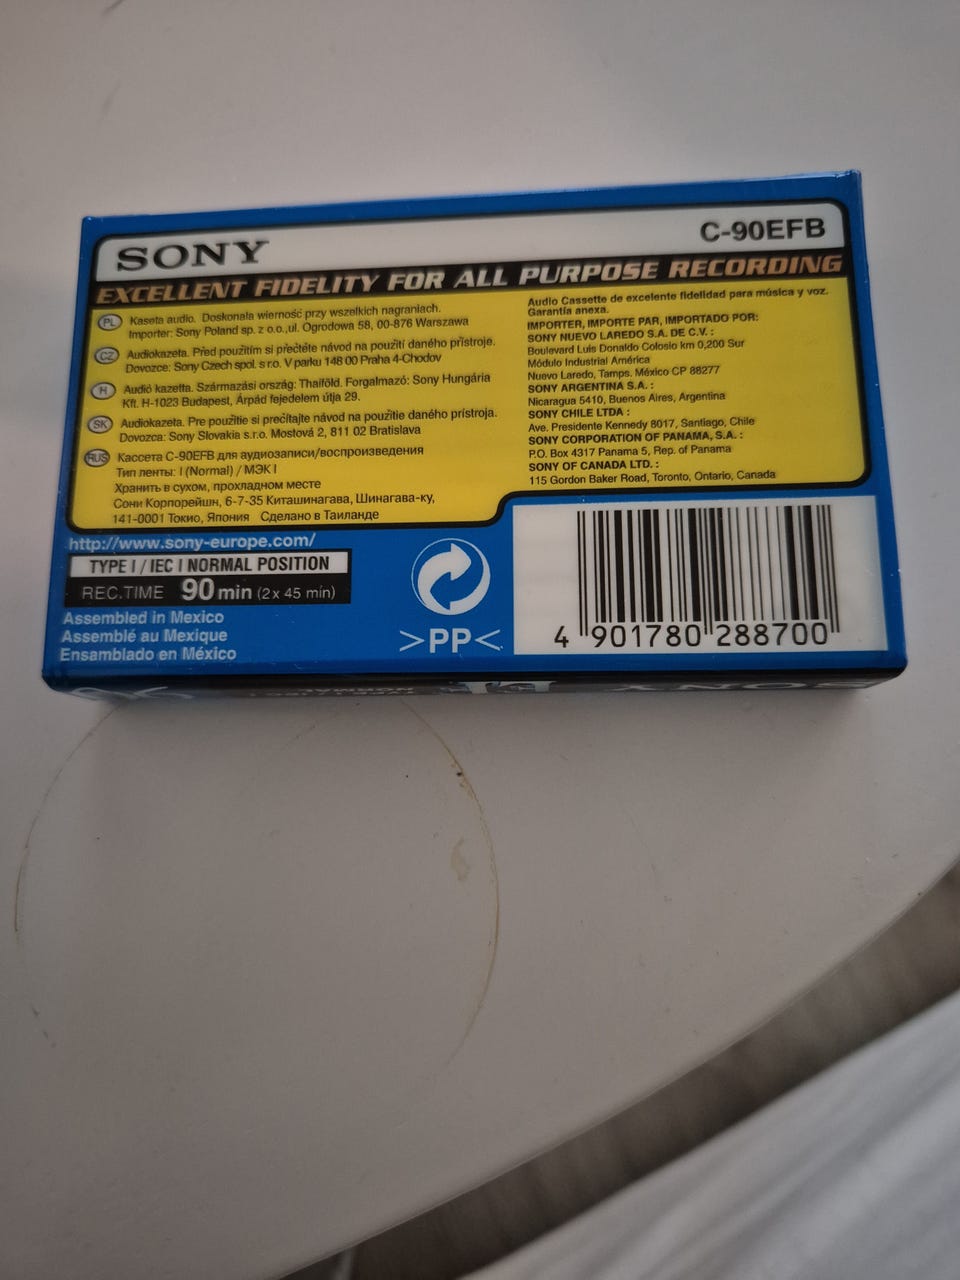 SONY
C-90EFB
EXCELLENT FIDELITY FOR ALL PURPOSE RECORDING
PL Kaseta audio. Doskonała wierność przy wszelkich nagraniach.
Importer: Sony Poland sp. z o.o.,ul. Ogrodowa 58, 00-876 Warszawa
CZ Audiokazeta. Před použitím si přečtěte návod na použití daného přístroje.
Dovozce: Sony Czech spol. s r.o. V parku 148 00 Praha 4-Chodov
H Audió kazetta. Származási ország: Thaiföld. Forgalmazó: Sony Hungária
Kft. H-1023 Budapest, Árpád fejedelem útja 29.
SK Audiokazeta. Pre použitie si prečítajte návod na použitie daného prístroja.
Dovozca: Sony Slovakia s.r.o. Mostová 2, 811 02 Bratislava
RUS Кассета C-90EFB для аудиозаписи/воспроизведения
Тип ленты: I (Normal) / МЭК I
Хранить в сухом, прохладном месте
Сони Корпорейшн, 6-7-35 Киташинагава, Шинагава-ку,
141-0001 Токио, Япония Сделано в Таиланде
Audio Cassette de excelente fidelidad para música y voz.
Garantía anexa.
IMPORTER, IMPORTE PAR, IMPORTADO POR:
SONY NUEVO LAREDO S.A. DE C.V. :
Boulevard Luis Donaldo Colosio km 0,200 Sur
Módulo Industrial América
Nuevo Laredo, Tamps. México CP 88277
SONY ARGENTINA S.A. :
Nicaragua 5410, Buenos Aires, Argentina
SONY CHILE LTDA :
Ave. Presidente Kennedy 8017, Santiago, Chile
SONY CORPORATION OF PANAMA, S.A. :
P.O. Box 4317 Panama 5, Rep. of Panama
SONY OF CANADA LTD. :
115 Gordon Baker Road, Toronto, Ontario, Canada
http://www.sony-europe.com/
TYPE I / IEC I NORMAL POSITION
REC.TIME 90 min (2 x 45 min)
Assembled in Mexico
Assemblé au Mexique
Ensamblado en México
>PP<
4 901780 288700
SONY